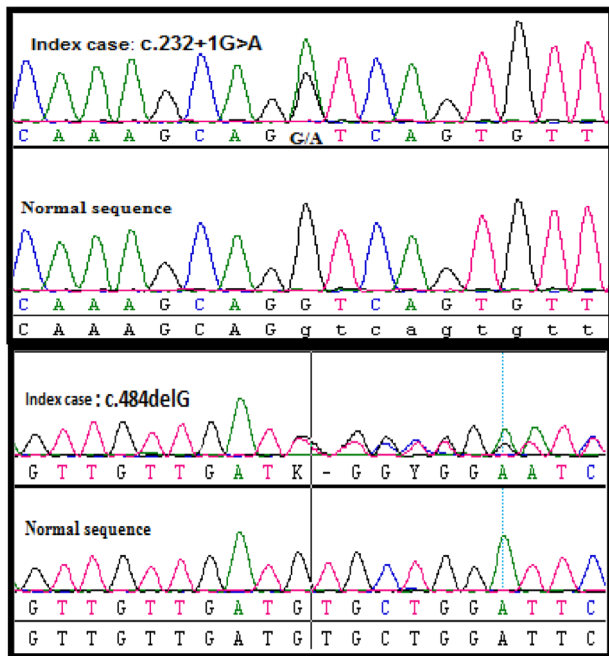 Index case: c.232+1G>A
C A A A G C A G G/A T C A G T G T T
Normal sequence
C A A A G C A G G T C A G T G T T
C A A A G C A G g t c a g t g t t
Index case : c.484delG
G T T G T T G A T K - G G Y G G A A T C
Normal sequence
G T T G T T G A T G T G C T G G A T T C
G T T G T T G A T G T G C T G G A T T C